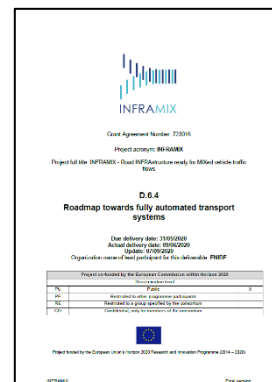 INFRAMIX
Grant Agreement Number: 723016
Project acronym: INFRAMIX
Project full title: INFRAMIX - Road INFRAstructure ready for MIXed vehicle traffic
flows
D.6.4
Roadmap towards fully automated transport
systems
Due delivery date: 31/05/2020
Actual delivery date: 09/06/2020
Update: 07/09/2020
Organization name of lead participant for this deliverable: ENIDE
Project co-funded by the European Commission within Horizon 2020
Dissemination level
PU Public X
PP Restricted to other programme participants
RE Restricted to a group specified by the consortium
CO Confidential, only for members of the consortium
Project funded by the European Union's Horizon 2020 Research and Innovation Programme (2014 – 2020)
INFRAMIX Final version